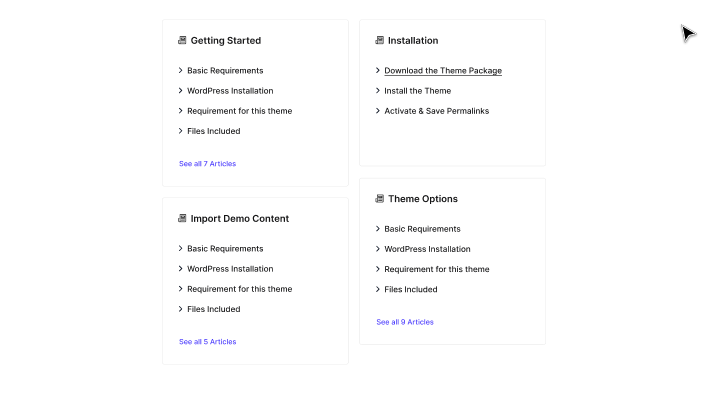 Getting Started
Basic Requirements
WordPress Installation
Requirement for this theme
Files Included
See all 7 Articles
Installation
Download the Theme Package
Install the Theme
Activate & Save Permalinks
Import Demo Content
Basic Requirements
WordPress Installation
Requirement for this theme
Files Included
See all 5 Articles
Theme Options
Basic Requirements
WordPress Installation
Requirement for this theme
Files Included
See all 9 Articles